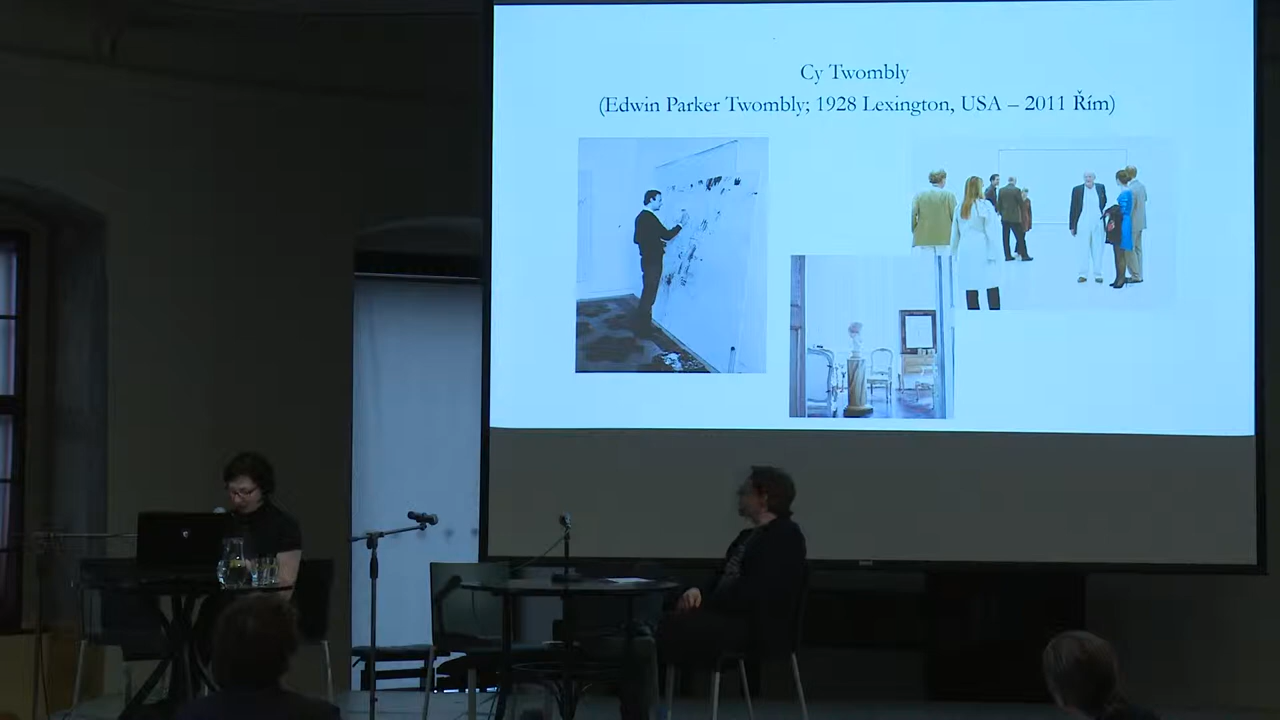 Cy Twombly
(Edwin Parker Twombly; 1928 Lexington, USA – 2011 Řím)